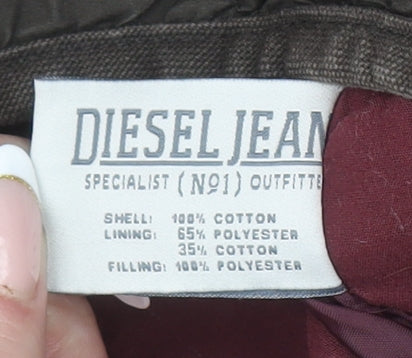 DIESEL JEAN
SPECIALIST (No1) OUTFITTE
SHELL: 100% COTTON
LINING: 65% POLYESTER
35% COTTON
FILLING: 100% POLYESTER